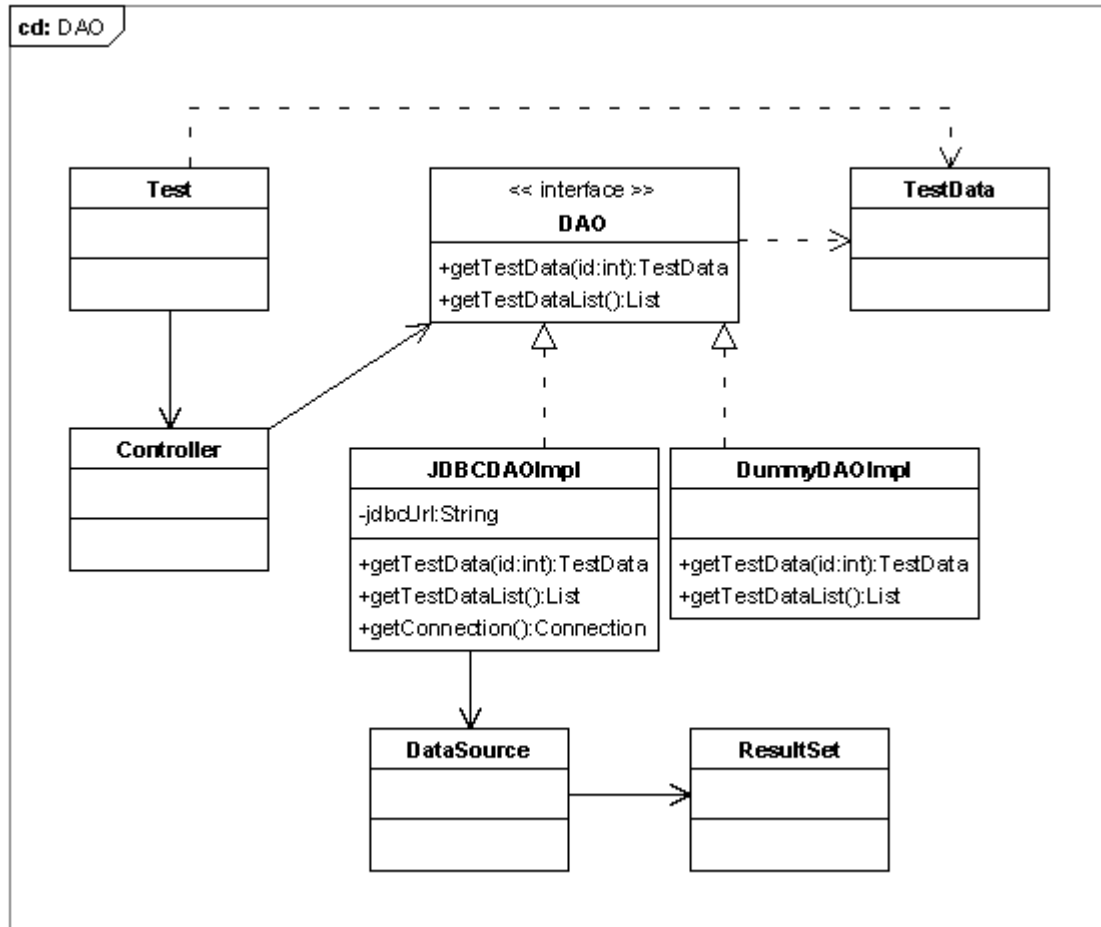 cd: DAO
Test
<< interface >>
DAO
+getTestData(id:int):TestData
+getTestDataList():List
TestData
Controller
JDBCDAOImpl
-jdbcUrl:String
+getTestData(id:int):TestData
+getTestDataList():List
+getConnection():Connection
DummyDAOImpl
+getTestData(id:int):TestData
+getTestDataList():List
DataSource
ResultSet